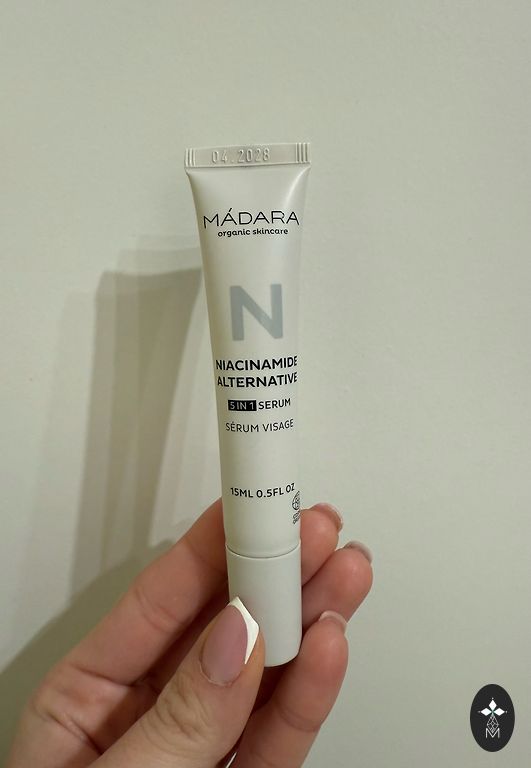 04.2028
MÁDARA
organic skincare
N
NIACINAMIDE
ALTERNATIVE
5 IN 1 SERUM
SÉRUM VISAGE
15ML 0.5FL OZ
M